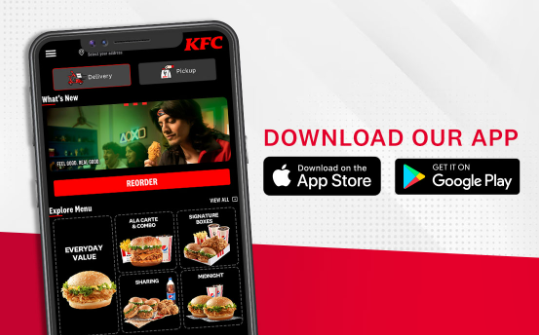 KFC
Select your address
Delivery
Pickup
What's New
FEEL GOOD. MEAL GOOD.
REORDER
Explore Menu
VIEW ALL
EVERYDAY
VALUE
ALA CARTE
& COMBO
SIGNATURE
BOXES
SHARING
MIDNIGHT
DOWNLOAD OUR APP
Download on the
App Store
GET IT ON
Google Play